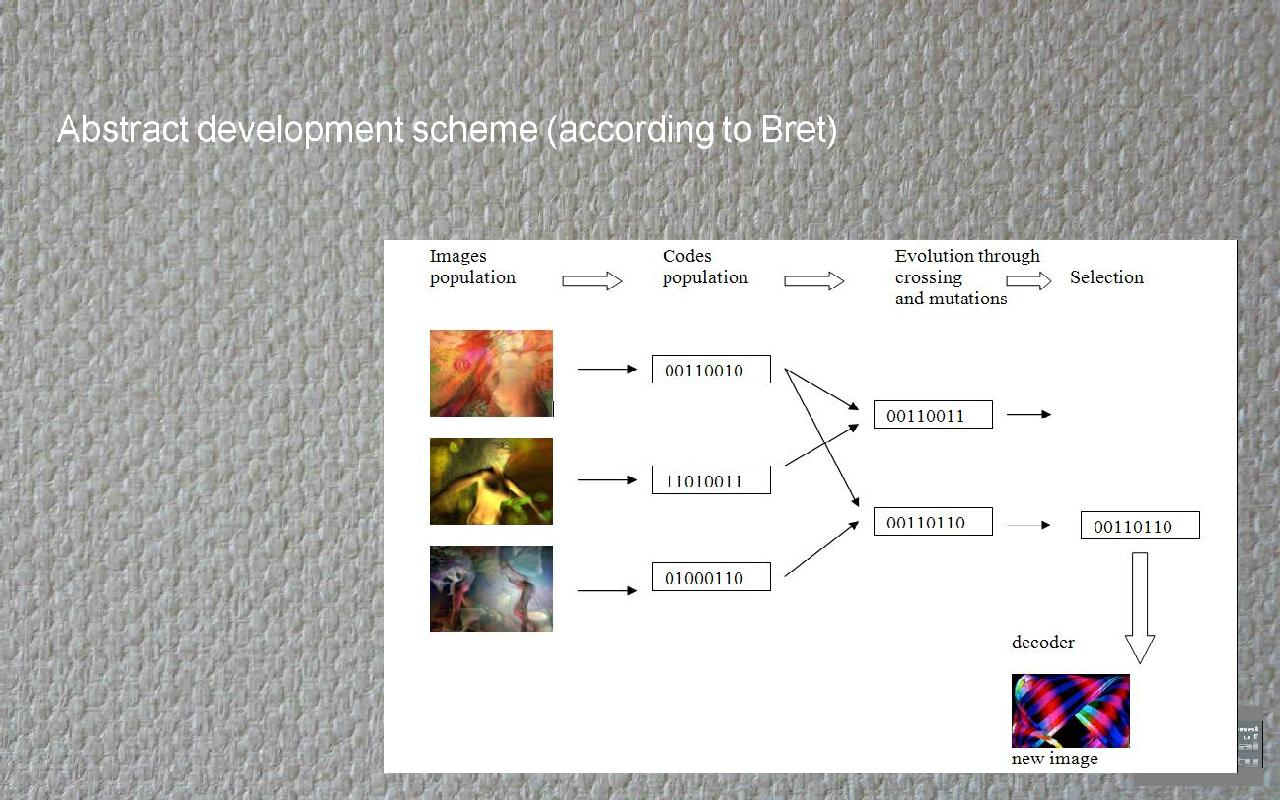 Abstract development scheme (according to Bret)
Images
population
Codes
population
Evolution through
crossing
and mutations
Selection
00110010
11010011
01000110
00110011
00110110
00110110
decoder
new image